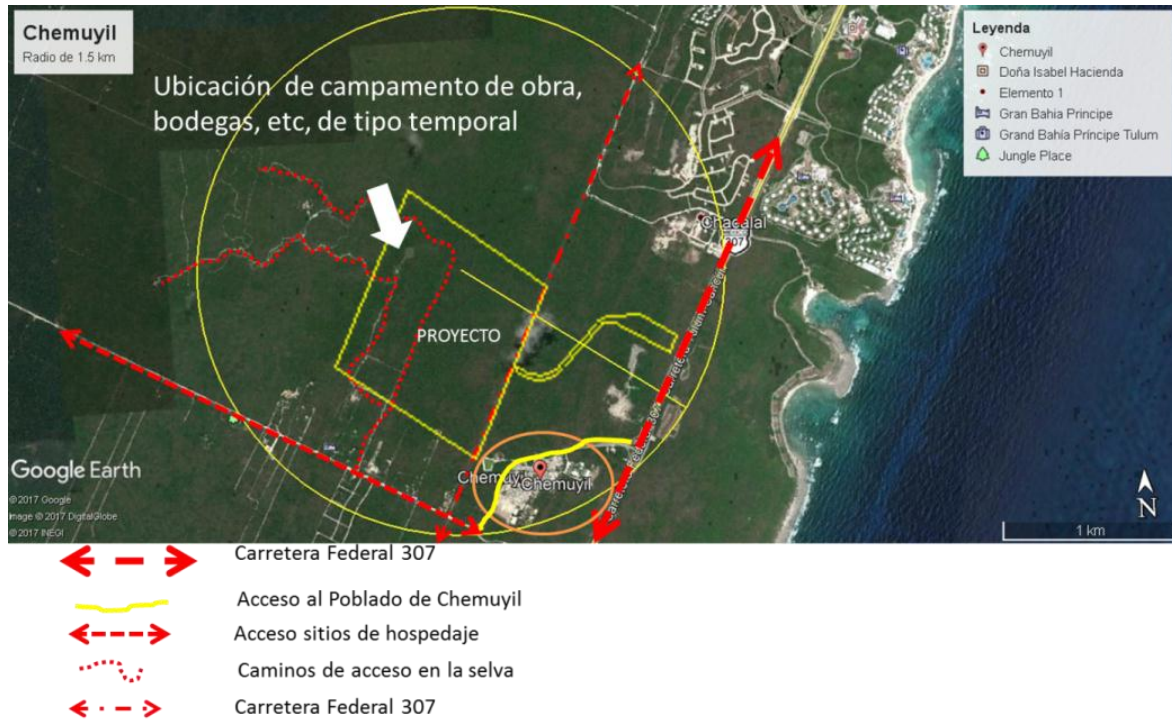 Chemuyil
Radio de 1.5 km
Ubicación de campamento de obra,
bodegas, etc, de tipo temporal
Leyenda
Chemuyil
Doña Isabel Hacienda
Elemento 1
Gran Bahia Principe
Grand Bahía Príncipe Tulum
Jungle Place
Chacalal
307
PROYECTO
Chemuyil
Chemuyil
Google Earth
©2017 Google
Image © 2017 DigitalGlobe
©2017 INEGI
N
1 km
Carretera Federal 307
Acceso al Poblado de Chemuyil
Acceso sitios de hospedaje
Caminos de acceso en la selva
Carretera Federal 307